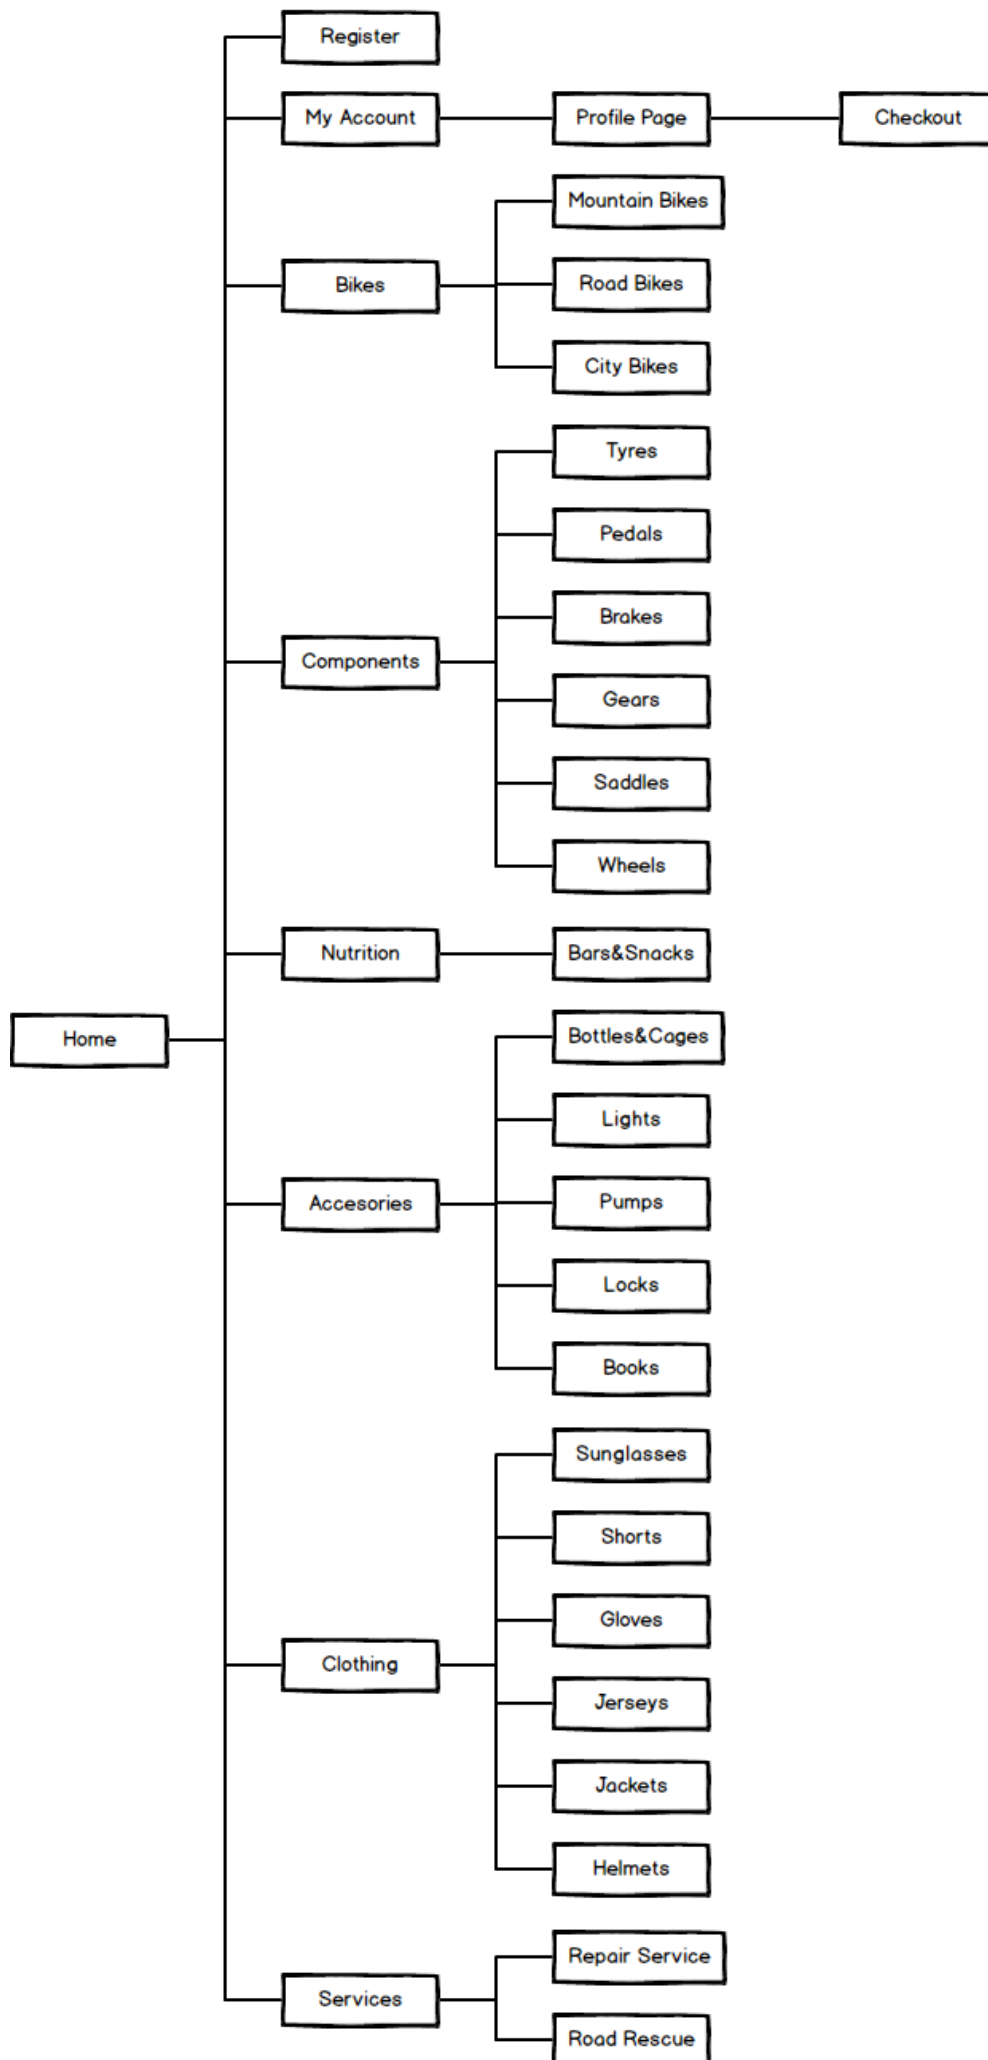 Register
My Account
Profile Page
Checkout
Mountain Bikes
Bikes
Road Bikes
City Bikes
Tyres
Pedals
Brakes
Components
Gears
Saddles
Wheels
Nutrition
Bars&Snacks
Home
Bottles&Cages
Lights
Accesories
Pumps
Locks
Books
Sunglasses
Shorts
Gloves
Clothing
Jerseys
Jackets
Helmets
Repair Service
Services
Road Rescue